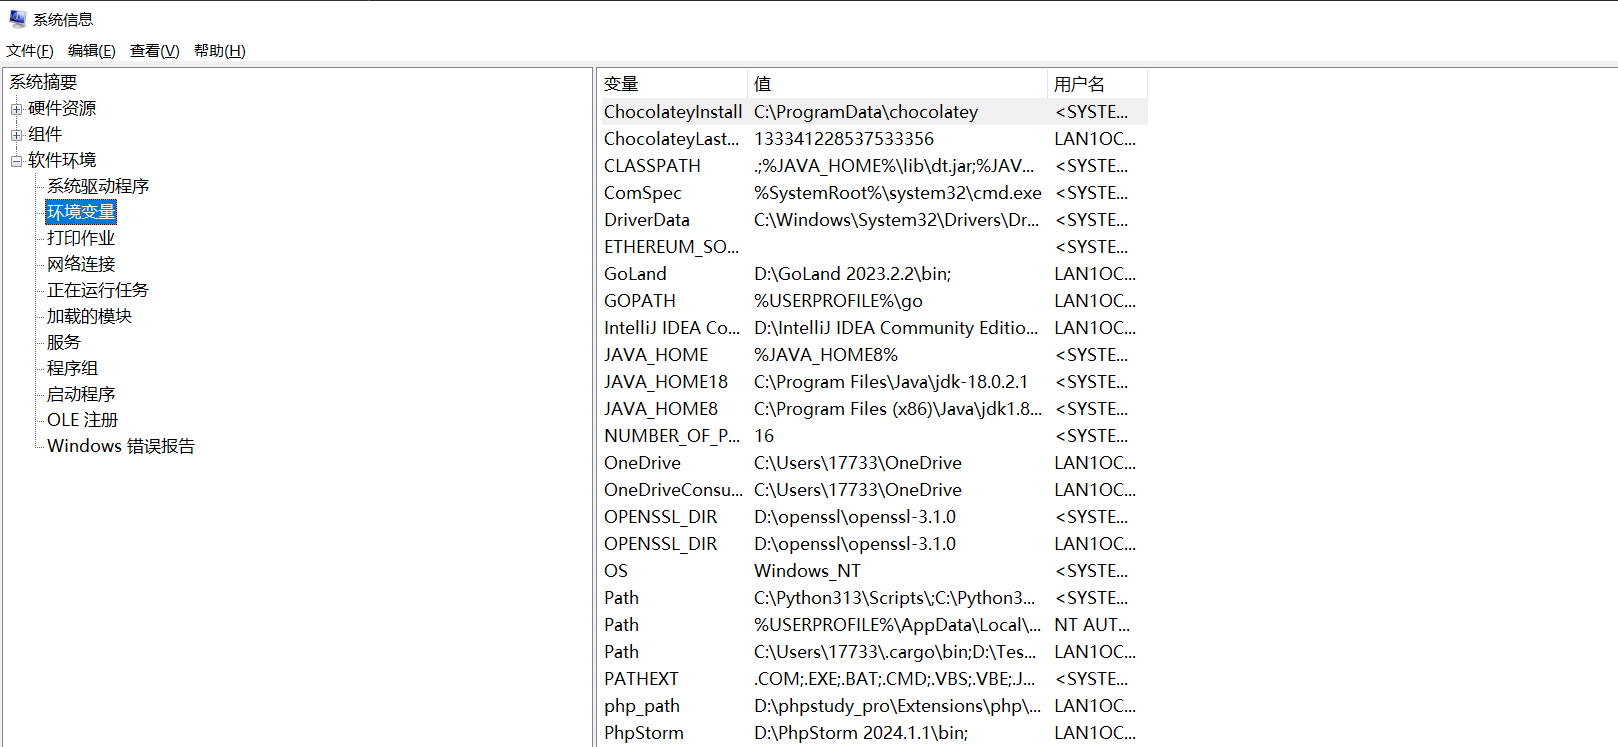 系统信息
文件(F) 编辑(E) 查看(V) 帮助(H)
系统摘要
硬件资源
组件
软件环境
系统驱动程序
环境变量
打印作业
网络连接
正在运行任务
加载的模块
服务
程序组
启动程序
OLE 注册
Windows 错误报告
变量 值 用户名
ChocolateyInstall C:\ProgramData\chocolatey <SYSTE...
ChocolateyLast... 133341228537533356 LAN1OC...
CLASSPATH .;%JAVA_HOME%\lib\dt.jar;%JAV... <SYSTE...
ComSpec %SystemRoot%\system32\cmd.exe <SYSTE...
DriverData C:\Windows\System32\Drivers\Dr... <SYSTE...
ETHEREUM_SO... <SYSTE...
GoLand D:\GoLand 2023.2.2\bin; LAN1OC...
GOPATH %USERPROFILE%\go LAN1OC...
IntelliJ IDEA Co... D:\IntelliJ IDEA Community Editio... LAN1OC...
JAVA_HOME %JAVA_HOME8% <SYSTE...
JAVA_HOME18 C:\Program Files\Java\jdk-18.0.2.1 <SYSTE...
JAVA_HOME8 C:\Program Files (x86)\Java\jdk1.8... <SYSTE...
NUMBER_OF_P... 16 <SYSTE...
OneDrive C:\Users\17733\OneDrive LAN1OC...
OneDriveConsu... C:\Users\17733\OneDrive LAN1OC...
OPENSSL_DIR D:\openssl\openssl-3.1.0 <SYSTE...
OPENSSL_DIR D:\openssl\openssl-3.1.0 LAN1OC...
OS Windows_NT <SYSTE...
Path C:\Python313\Scripts\;C:\Python3... <SYSTE...
Path %USERPROFILE%\AppData\Local\... NT AUT...
Path C:\Users\17733\.cargo\bin;D:\Tes... LAN1OC...
PATHEXT .COM;.EXE;.BAT;.CMD;.VBS;.VBE;.J... <SYSTE...
php_path D:\phpstudy_pro\Extensions\php\... LAN1OC...
PhpStorm D:\PhpStorm 2024.1.1\bin; LAN1OC...